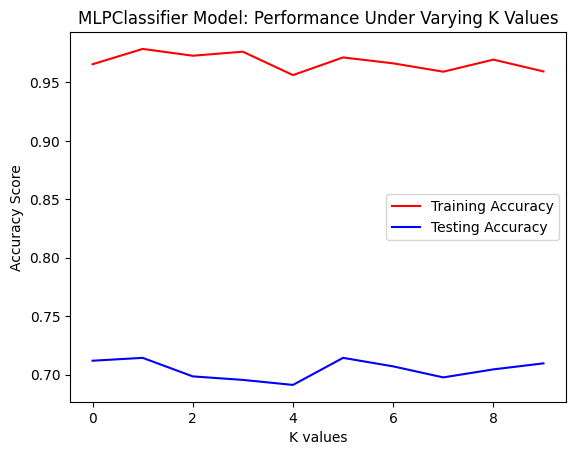 MLPClassifier Model: Performance Under Varying K Values
0.95
0.90
0.85
0.80
0.75
0.70
Accuracy Score
Training Accuracy
Testing Accuracy
0 2 4 6 8
K values